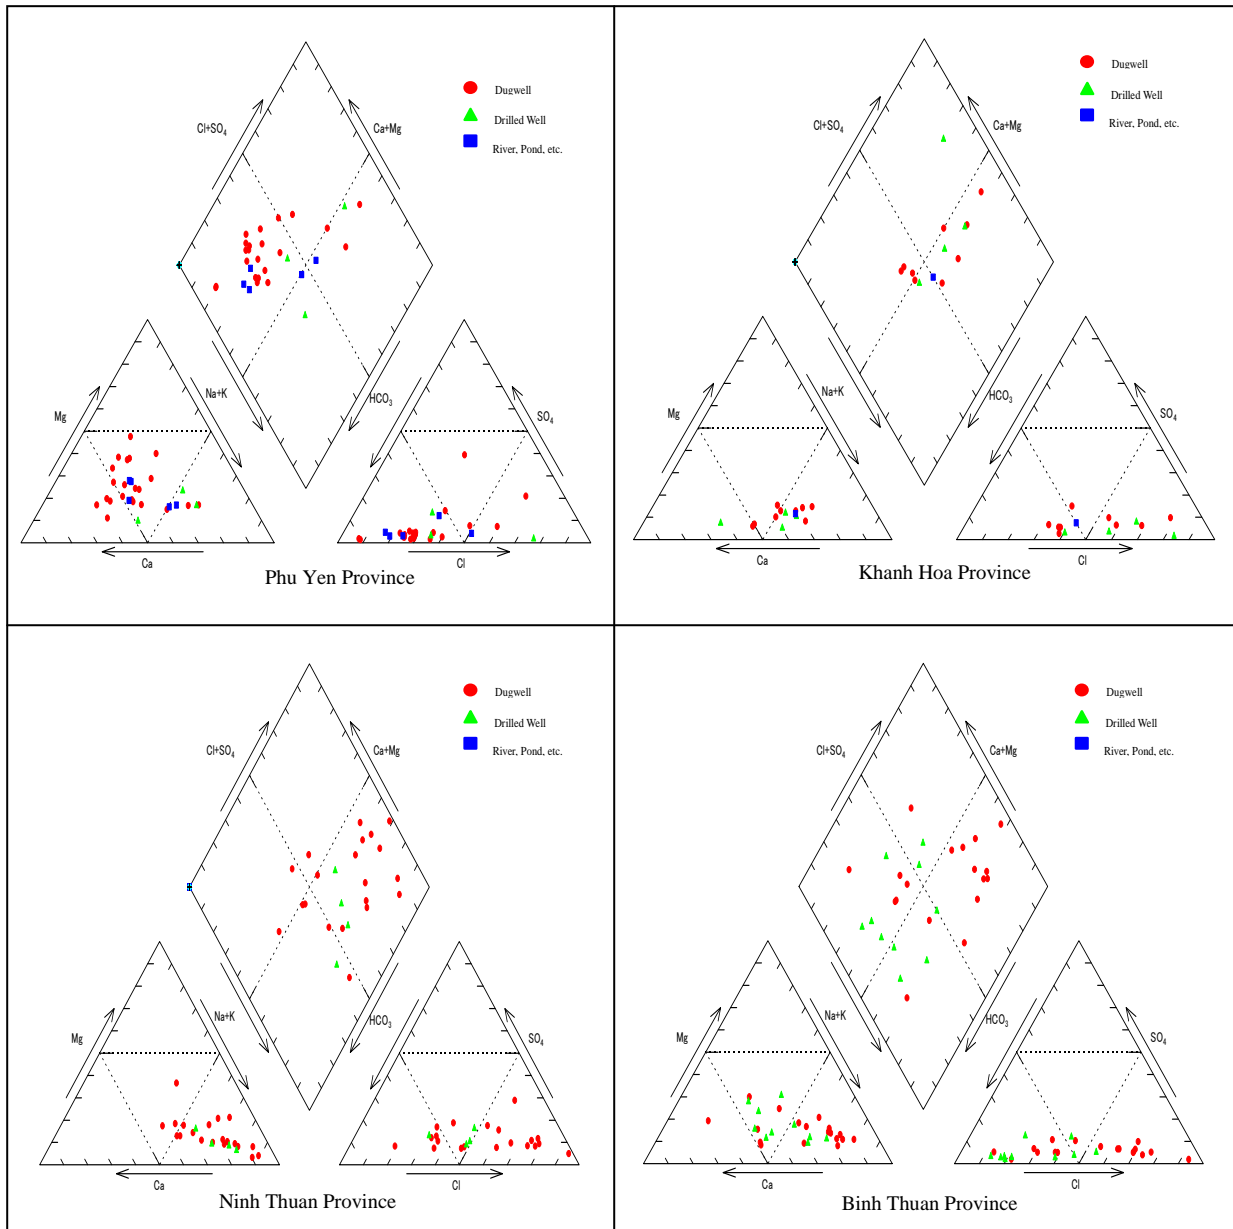 Dugwell
Drilled Well
River, Pond, etc.
Cl+SO₄
Ca+Mg
Mg
Na+K
HCO₃
SO₄
Ca
Cl
Phu Yen Province
Dugwell
Drilled Well
River, Pond, etc.
Cl+SO₄
Ca+Mg
Mg
Na+K
HCO₃
SO₄
Ca
Cl
Khanh Hoa Province
Dugwell
Drilled Well
River, Pond, etc.
Cl+SO₄
Ca+Mg
Mg
Na+K
HCO₃
SO₄
Ca
Cl
Ninh Thuan Province
Dugwell
Drilled Well
River, Pond, etc.
Cl+SO₄
Ca+Mg
Mg
Na+K
HCO₃
SO₄
Ca
Cl
Binh Thuan Province